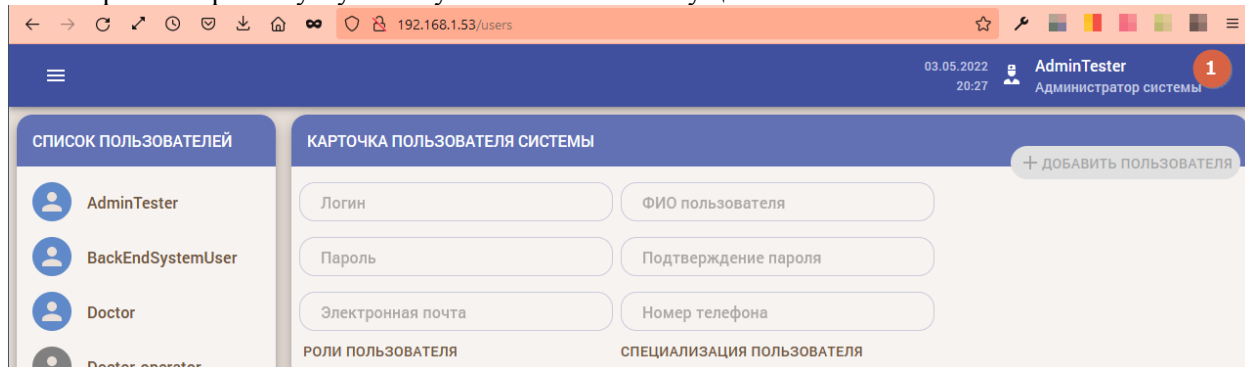 192.168.1.53/users
03.05.2022
20:27
AdminTester
Администратор системы
1
СПИСОК ПОЛЬЗОВАТЕЛЕЙ
КАРТОЧКА ПОЛЬЗОВАТЕЛЯ СИСТЕМЫ
+ ДОБАВИТЬ ПОЛЬЗОВАТЕЛЯ
AdminTester
Логин
ФИО пользователя
BackEndSystemUser
Пароль
Подтверждение пароля
Doctor
Электронная почта
Номер телефона
РОЛИ ПОЛЬЗОВАТЕЛЯ
СПЕЦИАЛИЗАЦИЯ ПОЛЬЗОВАТЕЛЯ